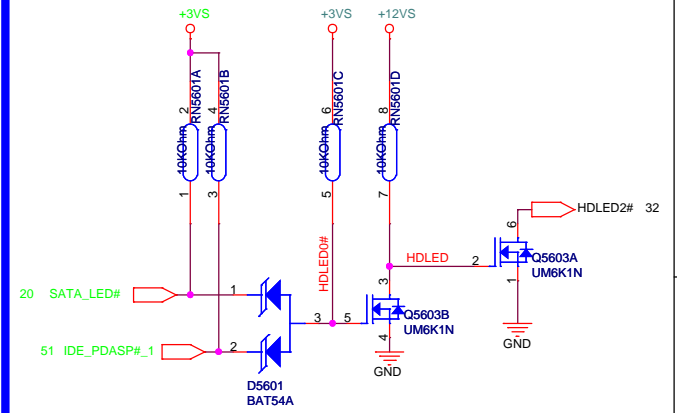 +3VS
+3VS
+12VS
2
4
6
8
10KOhm
RN5601A
10KOhm
RN5601B
10KOhm
RN5601C
10KOhm
RN5601D
1
3
5
7
HDLED2# 32
6
HDLED0#
HDLED
2
Q5603A
UM6K1N
1
GND
20 SATA_LED#
1
3
3
5
Q5603B
UM6K1N
4
GND
51 IDE_PDASP#_1
2
D5601
BAT54A